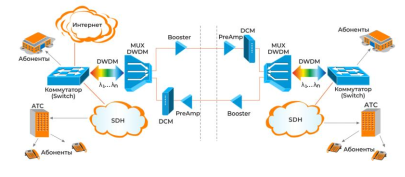 Интернет
Абоненты
Коммутатор
(Switch)
DWDM
λ₁...λn
MUX
DWDM
Booster
PreAmp
DCM
MUX
DWDM
DWDM
λ₁...λn
Абоненты
Коммутатор
(Switch)
АТС
SDH
DCM
PreAmp
Booster
SDH
АТС
Абоненты
Абоненты